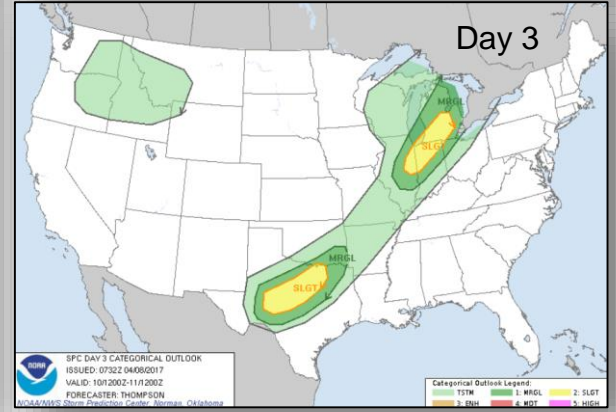 Day 3
MRGL
SLGT
MRGL
SLGT
NOAA
SPC DAY 3 CATEGORICAL OUTLOOK
ISSUED: 0732Z 04/08/2017
VALID: 10/1200Z-11/1200Z
FORECASTER: THOMPSON
NOAA/NWS Storm Prediction Center, Norman, Oklahoma
Categorical Outlook Legend:
TSTM 1: MRGL 2: SLGT
3: ENH 4: MDT 5: HIGH